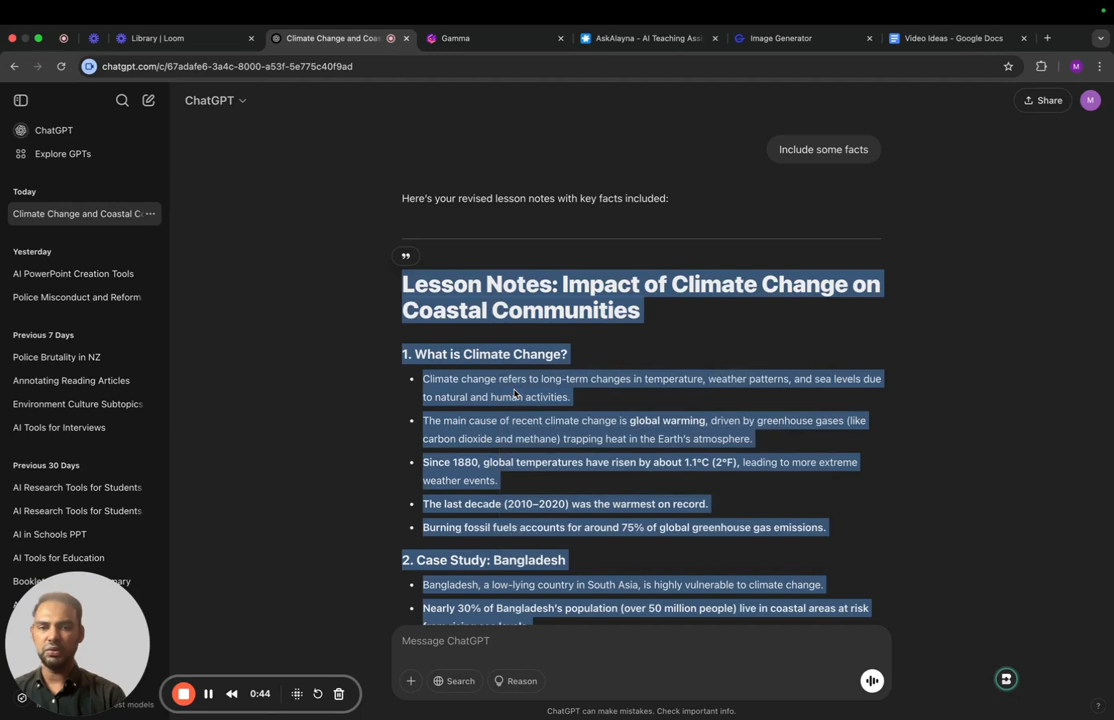 Library | Loom
Climate Change and Coas
Gamma
AskAlayna - AI Teaching Assi
Image Generator
Video Ideas - Google Docs
chatgpt.com/c/67adafe6-3a4c-8000-a53f-5e775c40f9ad
M
ChatGPT
Share
M
ChatGPT
Explore GPTs
Today
Climate Change and Coastal C
Yesterday
AI PowerPoint Creation Tools
Police Misconduct and Reform
Previous 7 Days
Police Brutality in NZ
Annotating Reading Articles
Environment Culture Subtopics
AI Tools for Interviews
Previous 30 Days
AI Research Tools for Students
AI Research Tools for Students
AI in Schools PPT
AI Tools for Education
Include some facts
Here's your revised lesson notes with key facts included:
Lesson Notes: Impact of Climate Change on
Coastal Communities
1. What is Climate Change?
• Climate change refers to long-term changes in temperature, weather patterns, and sea levels due
to natural and human activities.
• The main cause of recent climate change is global warming, driven by greenhouse gases (like
carbon dioxide and methane) trapping heat in the Earth's atmosphere.
• Since 1880, global temperatures have risen by about 1.1°C (2°F), leading to more extreme
weather events.
• The last decade (2010–2020) was the warmest on record.
• Burning fossil fuels accounts for around 75% of global greenhouse gas emissions.
2. Case Study: Bangladesh
• Bangladesh, a low-lying country in South Asia, is highly vulnerable to climate change.
• Nearly 30% of Bangladesh's population (over 50 million people) live in coastal areas at risk
from rising sea levels.
Message ChatGPT
Search
Reason
0:44
ChatGPT can make mistakes. Check important info.
?